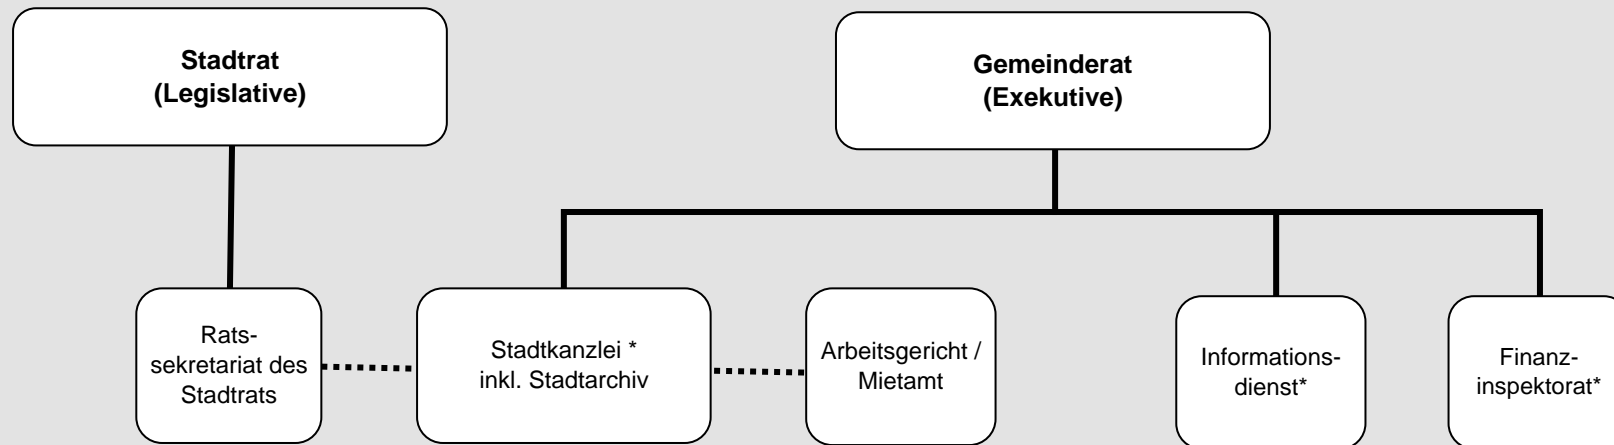 Stadtrat
(Legislative)
Gemeinderat
(Exekutive)
Rats-
sekretariat des
Stadtrats
Stadtkanzlei *
inkl. Stadtarchiv
Arbeitsgericht /
Mietamt
Informations-
dienst*
Finanz-
inspektorat*